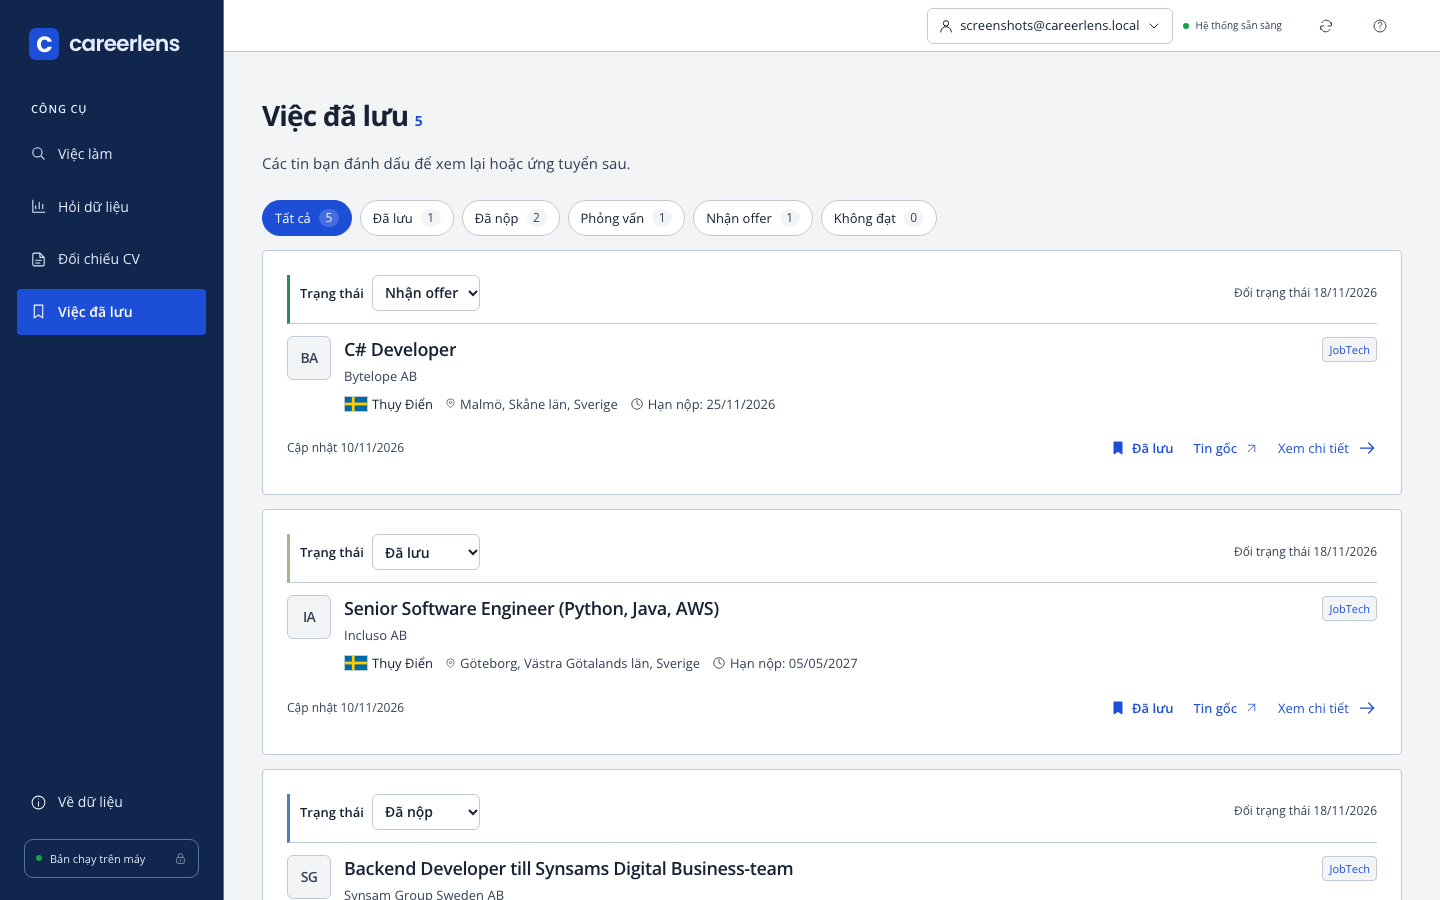 careerlens
screenshots@careerlens.local
Hệ thống sẵn sàng
CÔNG CỤ
Việc làm
Hỏi dữ liệu
Đối chiếu CV
Việc đã lưu
Về dữ liệu
Bản chạy trên máy
Việc đã lưu 5
Các tin bạn đánh dấu để xem lại hoặc ứng tuyển sau.
Tất cả 5 Đã lưu 1 Đã nộp 2 Phỏng vấn 1 Nhận offer 1 Không đạt 0
Trạng thái Nhận offer Đổi trạng thái 18/11/2026
BA C# Developer JobTech
Bytelope AB
Thụy Điển Malmö, Skåne län, Sverige Hạn nộp: 25/11/2026
Cập nhật 10/11/2026 Đã lưu Tin gốc Xem chi tiết
Trạng thái Đã lưu Đổi trạng thái 18/11/2026
IA Senior Software Engineer (Python, Java, AWS) JobTech
Incluso AB
Thụy Điển Göteborg, Västra Götalands län, Sverige Hạn nộp: 05/05/2027
Cập nhật 10/11/2026 Đã lưu Tin gốc Xem chi tiết
Trạng thái Đã nộp Đổi trạng thái 18/11/2026
SG Backend Developer till Synsams Digital Business-team JobTech
Synsam Group Sweden AB